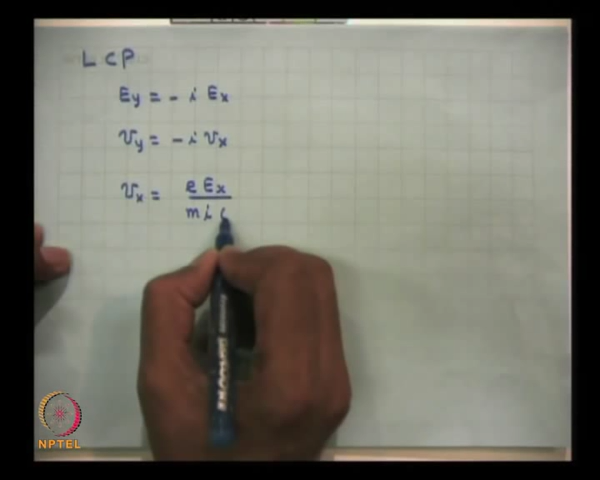 LCP
Ey = - i Ex
vy = - i vx
vx = e Ex / m i (
NPTEL